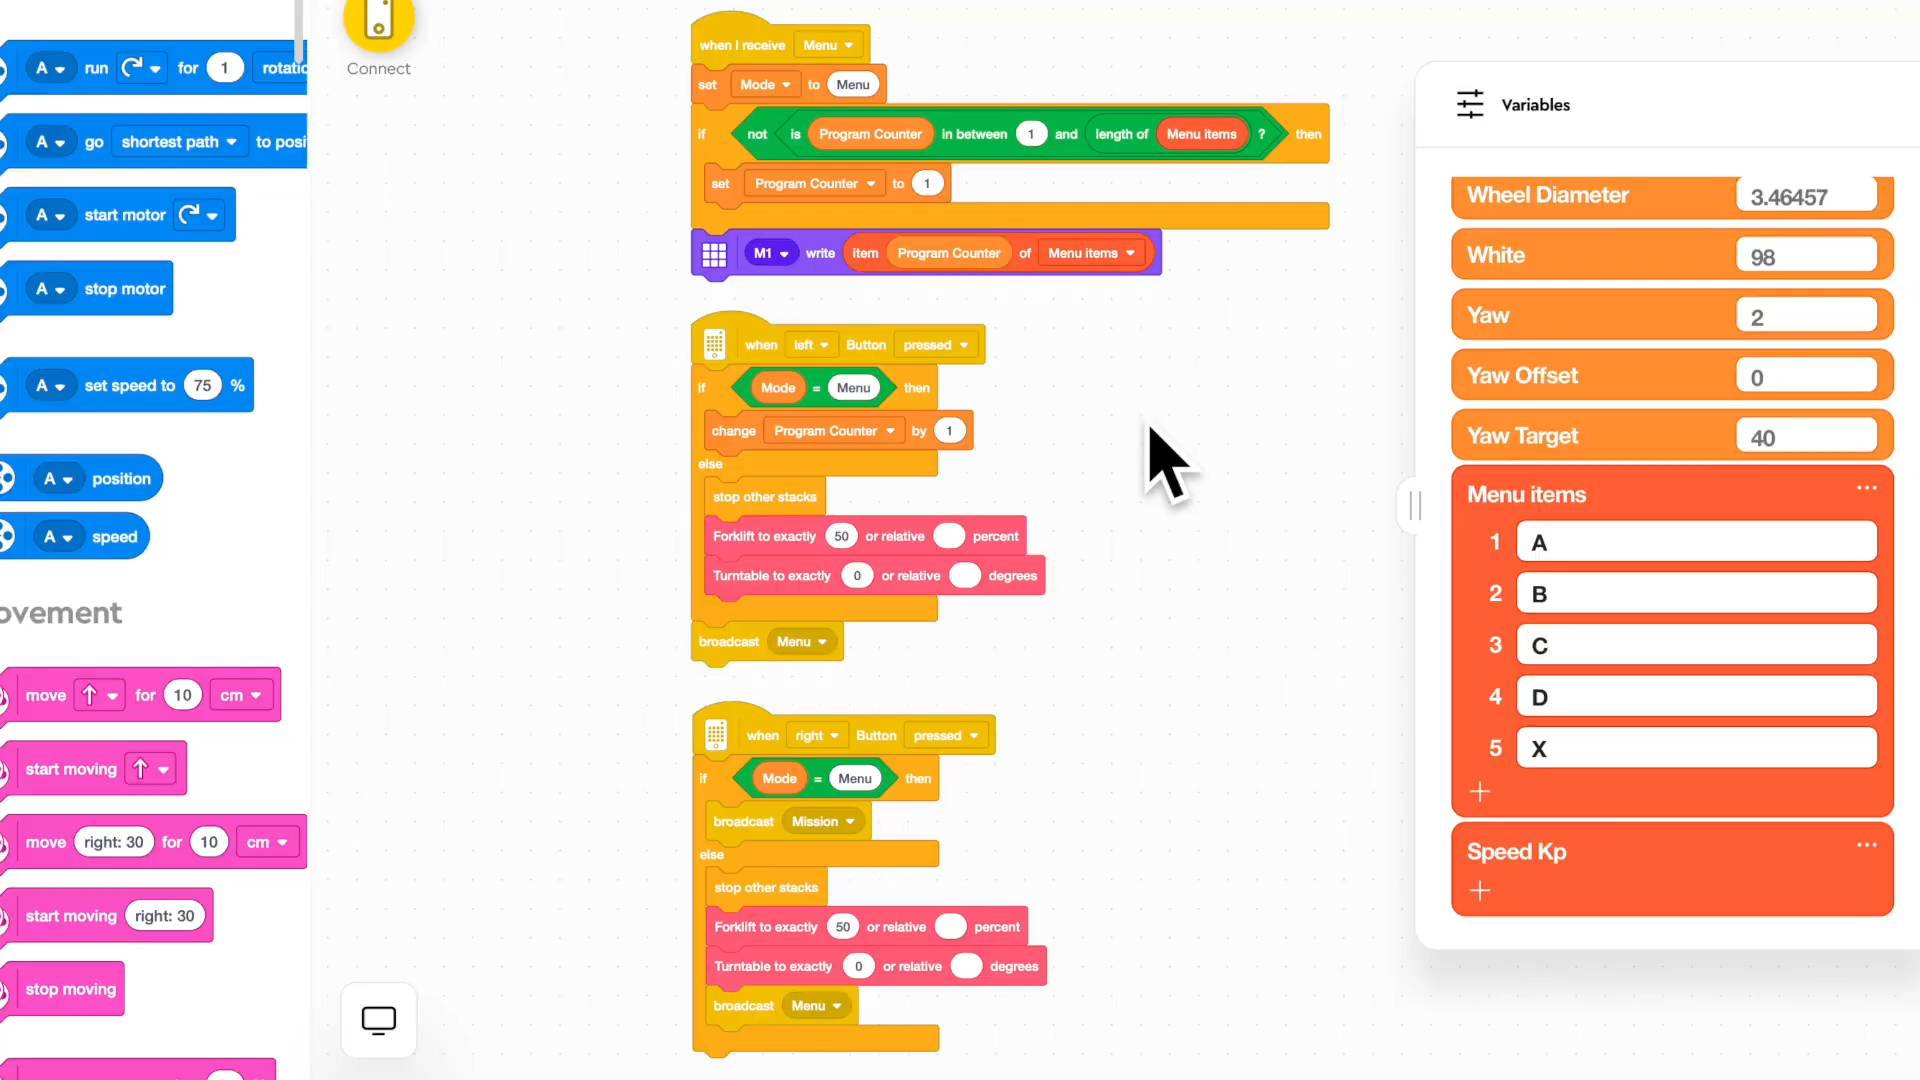 A run for 1 rotatic
A go shortest path to posi
A start motor
A stop motor
A set speed to 75 %
A position
A speed
ovement
move for 10 cm
start moving
move right: 30 for 10 cm
start moving right: 30
stop moving
Connect
when I receive Menu
set Mode to Menu
if not is Program Counter in between 1 and length of Menu items ? then
set Program Counter to 1
M1 write item Program Counter of Menu items
when left Button pressed
if Mode = Menu then
change Program Counter by 1
else
stop other stacks
Forklift to exactly 50 or relative percent
Turntable to exactly 0 or relative degrees
broadcast Menu
when right Button pressed
if Mode = Menu then
broadcast Mission
else
stop other stacks
Forklift to exactly 50 or relative percent
Turntable to exactly 0 or relative degrees
broadcast Menu
Variables
Wheel Diameter 3.46457
White 98
Yaw 2
Yaw Offset 0
Yaw Target 40
Menu items ...
1 A
2 B
3 C
4 D
5 X
+
Speed Kp ...
+